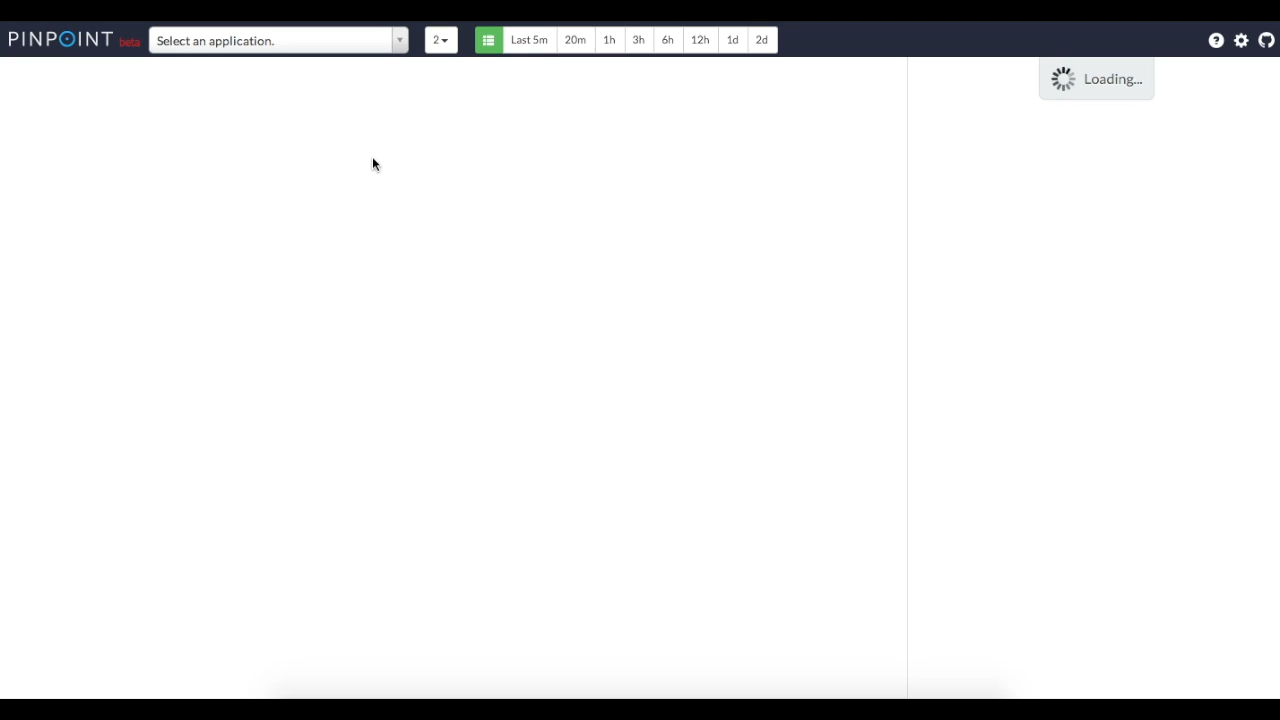 PINPOINT beta Select an application. 2 Last 5m 20m 1h 3h 6h 12h 1d 2d
Loading...